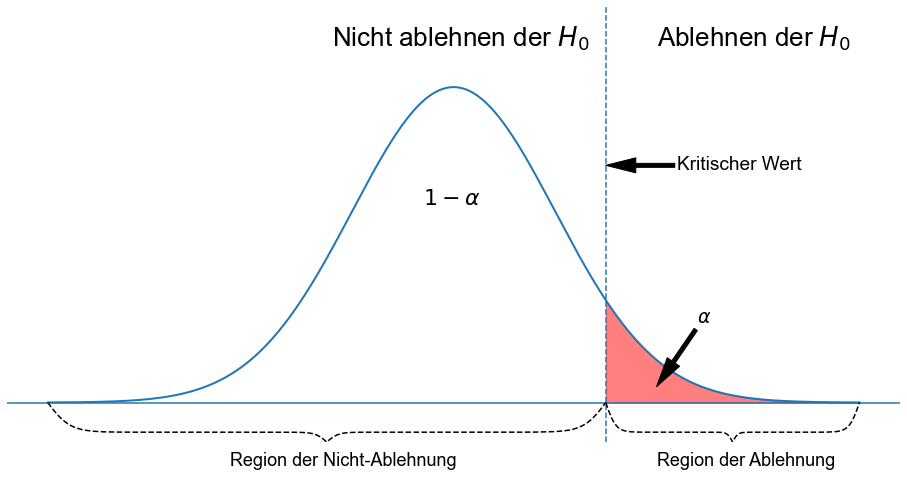 Nicht ablehnen der H₀
Ablehnen der H₀
Kritischer Wert
1 − α
α
Region der Nicht-Ablehnung
Region der Ablehnung